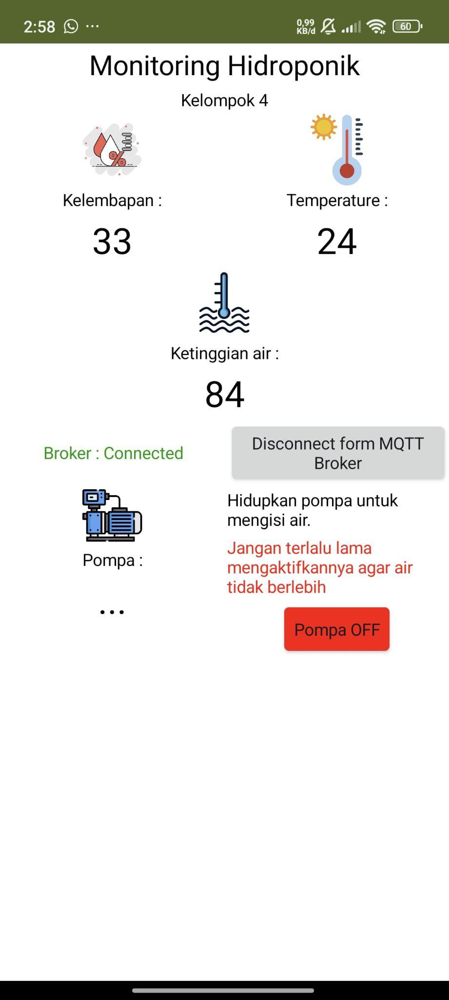 2:58
0,99
KB/d
60
Monitoring Hidroponik
Kelompok 4
%
Kelembapan :
Temperature :
33
24
Ketinggian air :
84
Broker : Connected
Disconnect form MQTT
Broker
Hidupkan pompa untuk
mengisi air.
Jangan terlalu lama
mengaktifkannya agar air
tidak berlebih
Pompa :
...
Pompa OFF